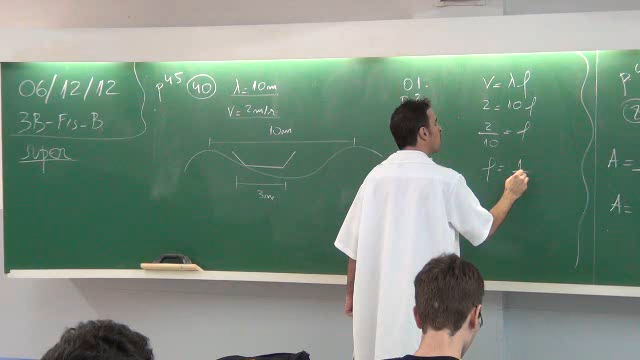 06/12/12
3B-FIS-B
super
p45 40 λ = 10m
V = 2m/s
10m
3m
01-
V = λ.f
2 = 10 f
2/10 = f
f = 1
A =
A =